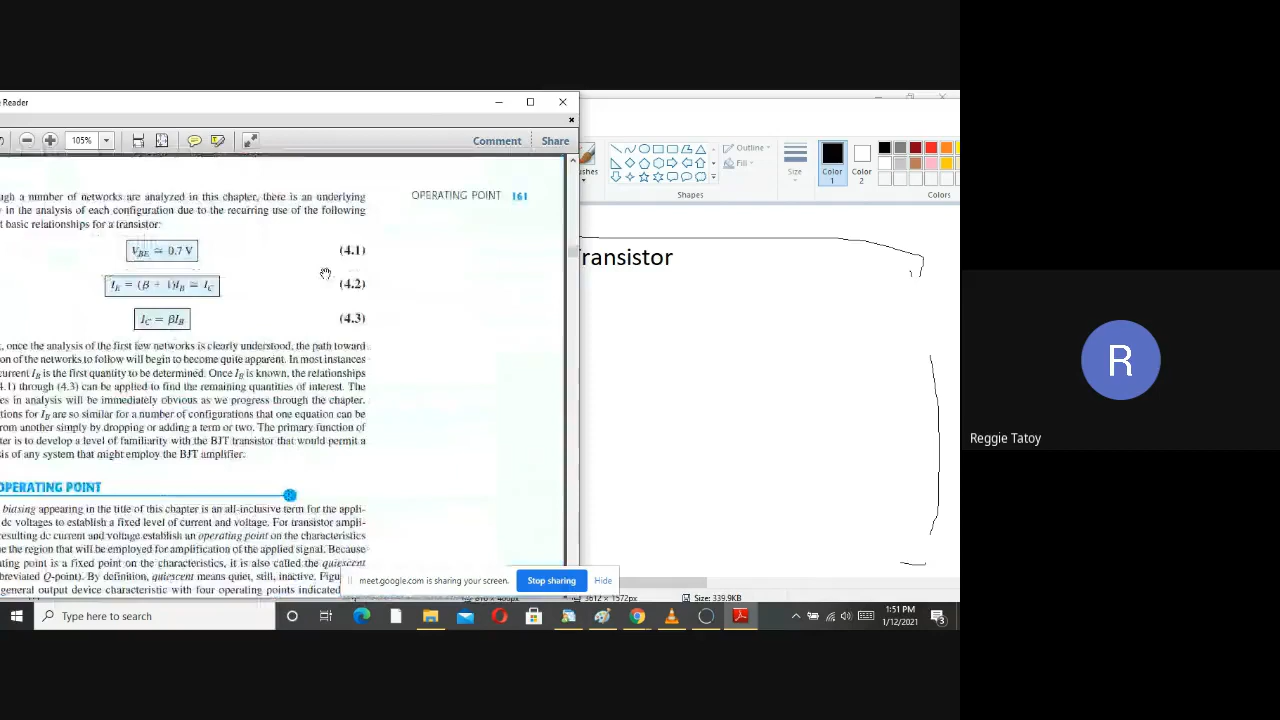 e Reader
105%
Comment
Share
ugh a number of networks are analyzed in this chapter, there is an underlying
OPERATING POINT 161
in the analysis of each configuration due to the recurring use of the following
t basic relationships for a transistor:
V_BE ≅ 0.7 V (4.1)
I_E = (β + 1)I_B ≅ I_C (4.2)
I_C = βI_B (4.3)
, once the analysis of the first few networks is clearly understood, the path toward
on of the networks to follow will begin to become quite apparent. In most instances
current I_B is the first quantity to be determined. Once I_B is known, the relationships
4.1) through (4.3) can be applied to find the remaining quantities of interest. The
es in analysis will be immediately obvious as we progress through the chapter.
tions for I_B are so similar for a number of configurations that one equation can be
from another simply by dropping or adding a term or two. The primary function of
ter is to develop a level of familiarity with the BJT transistor that would permit a
sis of any system that might employ the BJT amplifier.
OPERATING POINT
biasing appearing in the title of this chapter is an all-inclusive term for the appli-
dc voltages to establish a fixed level of current and voltage. For transistor ampli-
resulting dc current and voltage establish an operating point on the characteristics
ne the region that will be employed for amplification of the applied signal. Because
ting point is a fixed point on the characteristics, it is also called the quiescent
breviated Q-point). By definition, quiescent means quiet, still, inactive. Figu
general output device characteristic with four operating points indicated
meet.google.com is sharing your screen.
Stop sharing
Hide
ushes
Outline
Fill
Shapes
Size
Color
1
Color
2
Colors
ransistor
3612 × 1572px
Size: 339.9KB
Type here to search
1:51 PM
1/12/2021
3
R
Reggie Tatoy